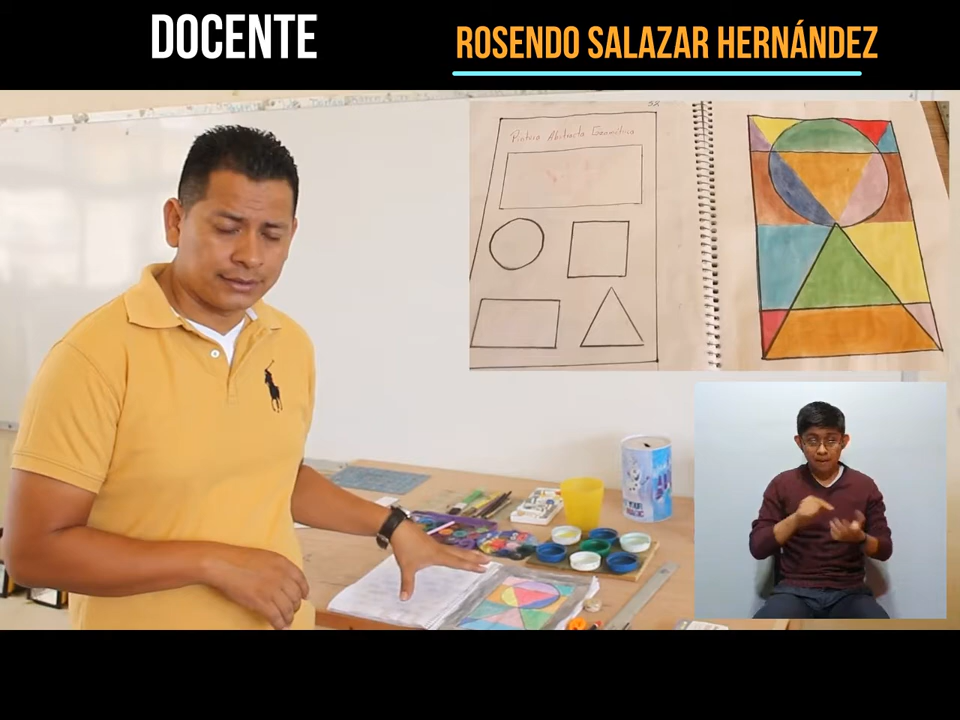 DOCENTE
ROSENDO SALAZAR HERNÁNDEZ
Pintura Abstracta Geométrica